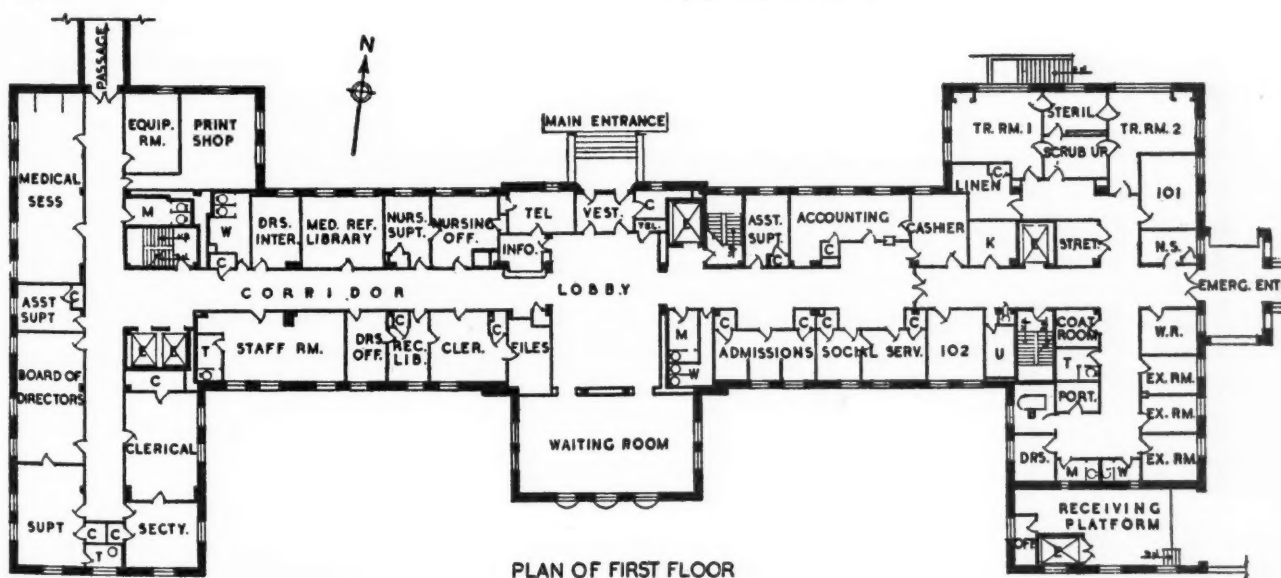 PASSAGE
N
MAIN ENTRANCE
EQUIP.
RM.
PRINT
SHOP
MEDICAL
SESS
M
W
C
DRS.
INTER.
MED. REF.
LIBRARY
NURS.
SUPT.
NURSING
OFF.
TEL
INFO.
VEST.
C
TEL.
E
ASST.
SUPT
C
ACCOUNTING
C
CASHIER
TR. RM. 1
STERIL.
SCRUB UP
TR. RM. 2
C
LINEN
101
K
E
STRET.
N.S.
EMERG. ENT.
CORRIDOR
LOBBY
ASST
SUPT
C
BOARD OF
DIRECTORS
E
E
C
T
STAFF RM.
DRS.
OFF.
C
REC.
LIB.
CLER.
C
FILES
M
W
C
C
ADMISSIONS
C
C
SOCIAL SERV.
102
U
COAT
ROOM
W.R.
T
PORT.
EX. RM.
EX. RM.
EX. RM.
B
DRS.
M
W
CLERICAL
WAITING ROOM
SUPT
C
C
T
SECTY.
RECEIVING
PLATFORM
OFF.
E
PLAN OF FIRST FLOOR